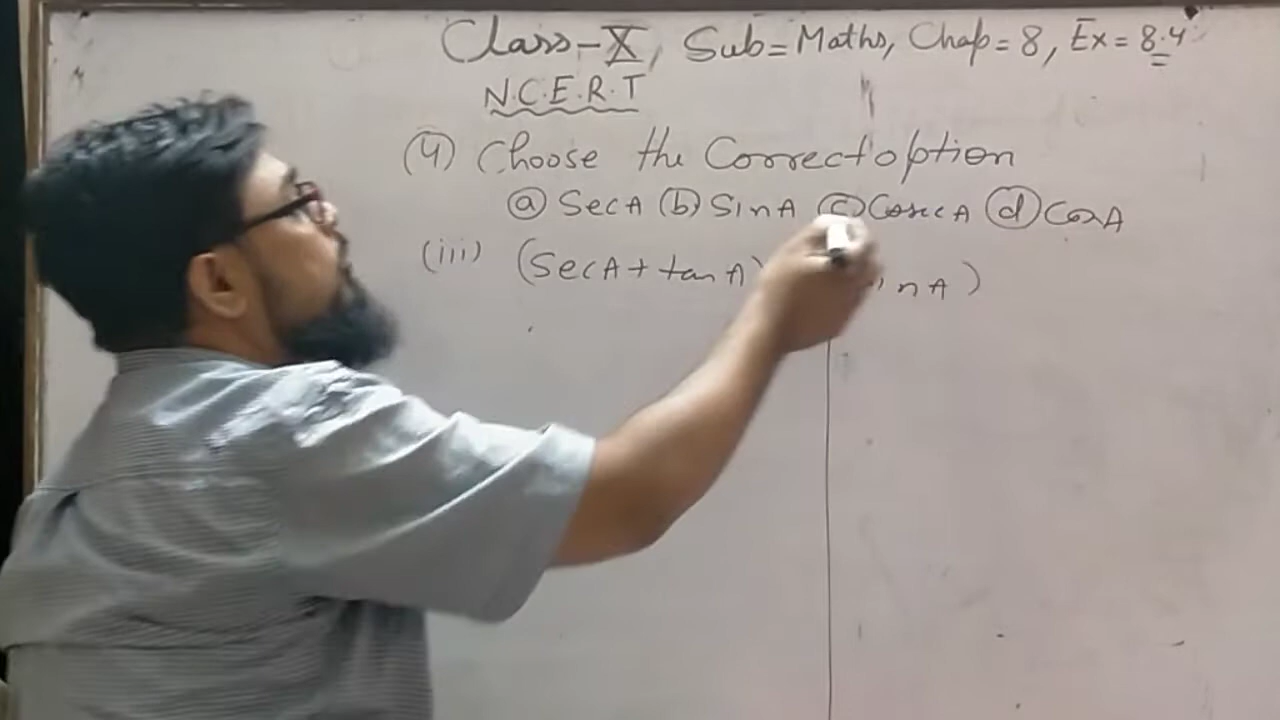 Class-X, Sub=Maths, Chap=8, Ex=8.4
N.C.E.R.T
(4) Choose the Correct option
(a) SecA (b) SinA (c) CosecA (d) CosA
(iii) (SecA + tanA) inA)